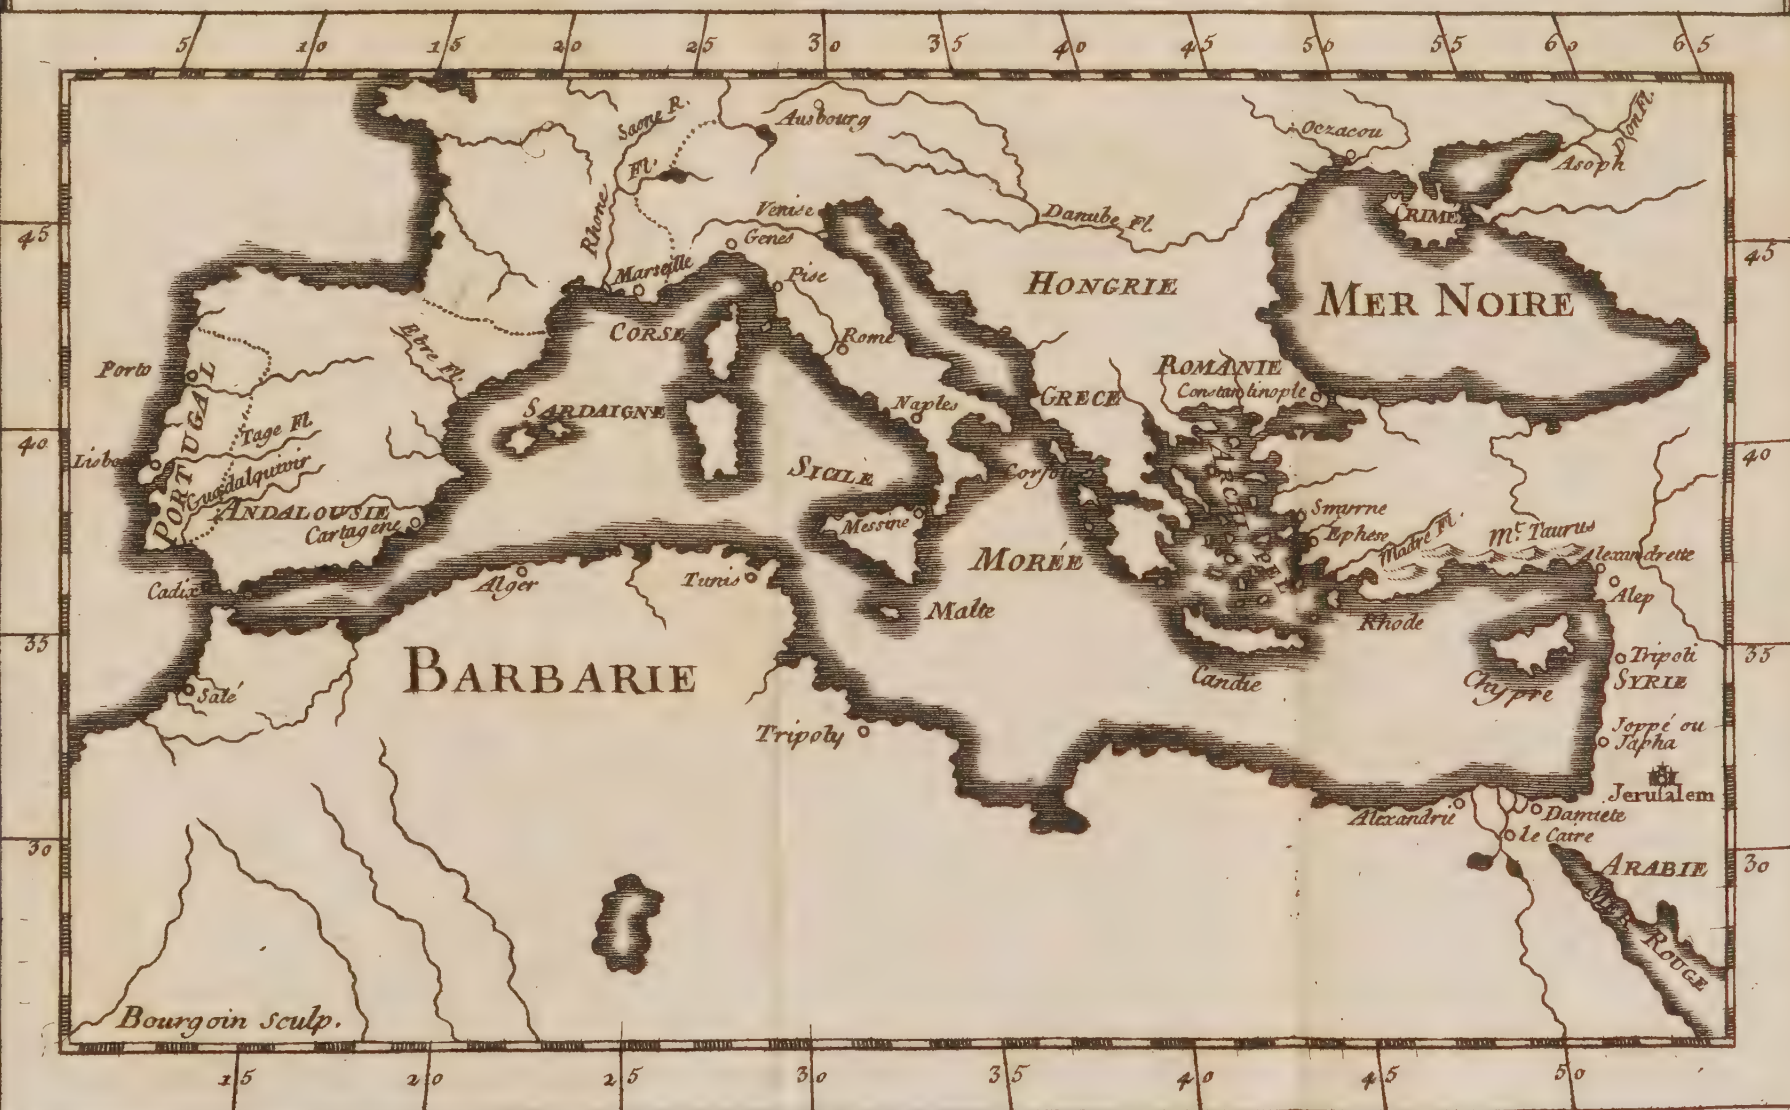 5 10 15 20 25 30 35 40 45 50 55 60 65
Saone R.
Ausbourg
Oczacou
Don Fl.
Asoph
Fl.
Rhone
Venise
Genes
Danube Fl.
CRIME
45
45
Marseille
Pise
HONGRIE
MER NOIRE
CORSE
Rome
Ebre Fl.
Porto
PORTUGAL
ROMANIE
Constantinople
GRECE
SARDAIGNE
Naples
Tage Fl.
40
40
Lisbo
Guadalquivir
SICILE
Corfou
ARCHIPEL
ANDALOUSIE
Cartagene
Messine
Smirne
Ephese
Madre Fl.
Mt. Taurus
Alexandrette
MORÉE
Cadix
Alger
Tunis
Malte
Rhode
Alep
35
35
BARBARIE
Candie
Chypre
Tripoli
SYRIE
Salé
Tripoly
Joppé ou
Japha
Jerusalem
Alexandrie
Damiete
le Caire
30
30
ARABIE
MER ROUGE
Bourgoin sculp.
15 20 25 30 35 40 45 50